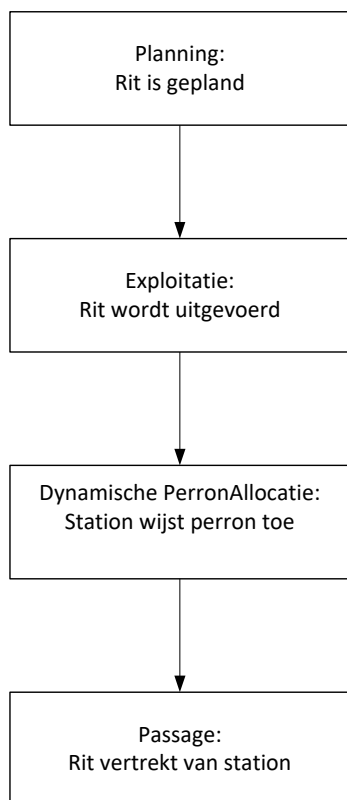 Planning:
Rit is gepland
Exploitatie:
Rit wordt uitgevoerd
Dynamische PerronAllocatie:
Station wijst perron toe
Passage:
Rit vertrekt van station